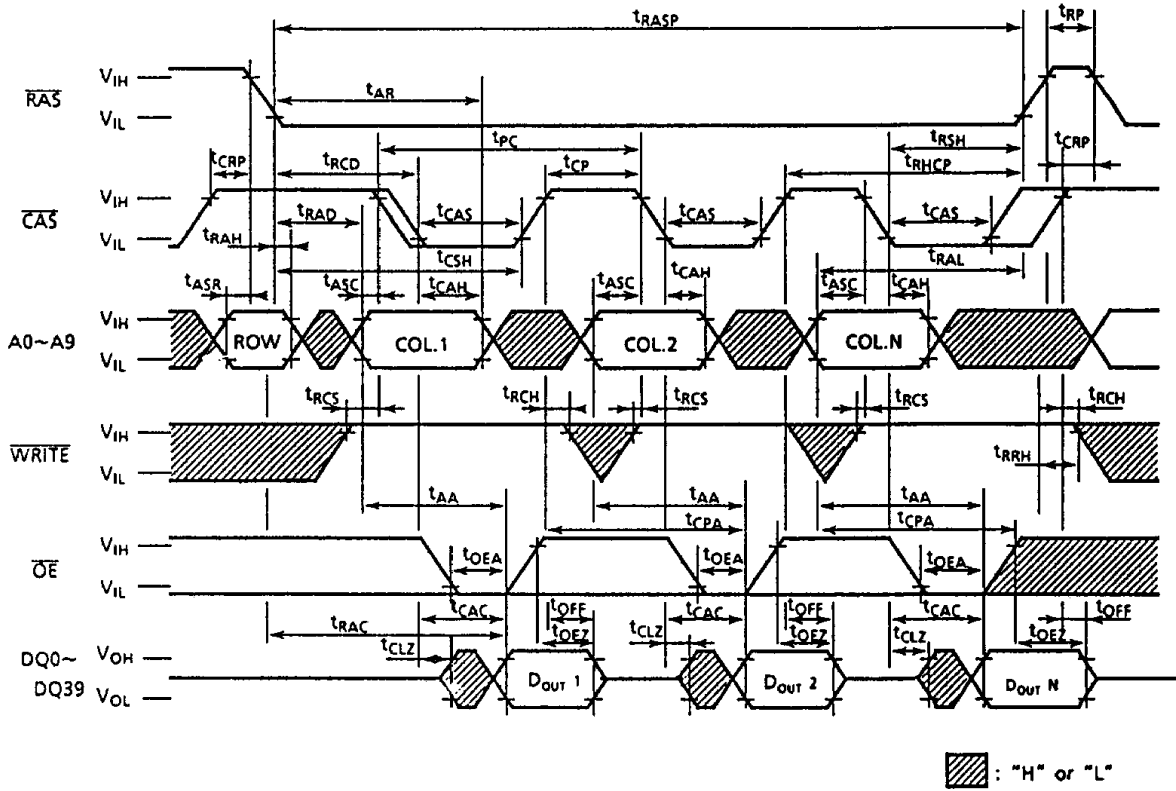 tRASP tRP
RAS VIH
VIL
tAR
tPC tRSH
tCRP tRCD tCP tRHCP tCRP
CAS VIH
VIL
tRAD tCAS tCAS tCAS
tRAH
tCSH tRAL
tASR tASC tCAH tASC tCAH tASC tCAH
A0~A9 VIH
VIL
ROW COL.1 COL.2 COL.N
tRCS tRCH tRCS tRCS tRCH
WRITE VIH
VIL
tRRH
tAA tAA tAA
tCPA tCPA
OE VIH
VIL
tOEA tOEA tOEA
tCAC tOFF tCAC tOFF tCAC tOFF
tRAC tOEZ tCLZ tOEZ tCLZ tOEZ
tCLZ
DQ0~ VOH
DQ39 VOL
DOUT 1 DOUT 2 DOUT N
: "H" or "L"